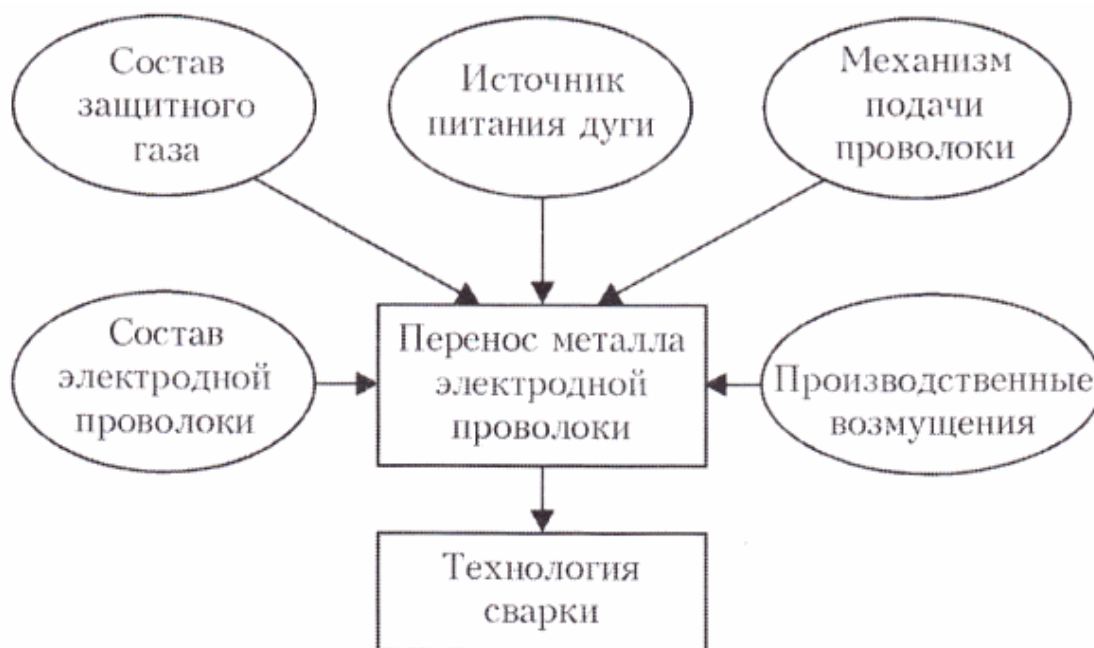 Состав
защитного
газа
Источник
питания дуги
Механизм
подачи
проволоки
Состав
электродной
проволоки
Перенос металла
электродной
проволоки
Производственные
возмущения
Технология
сварки